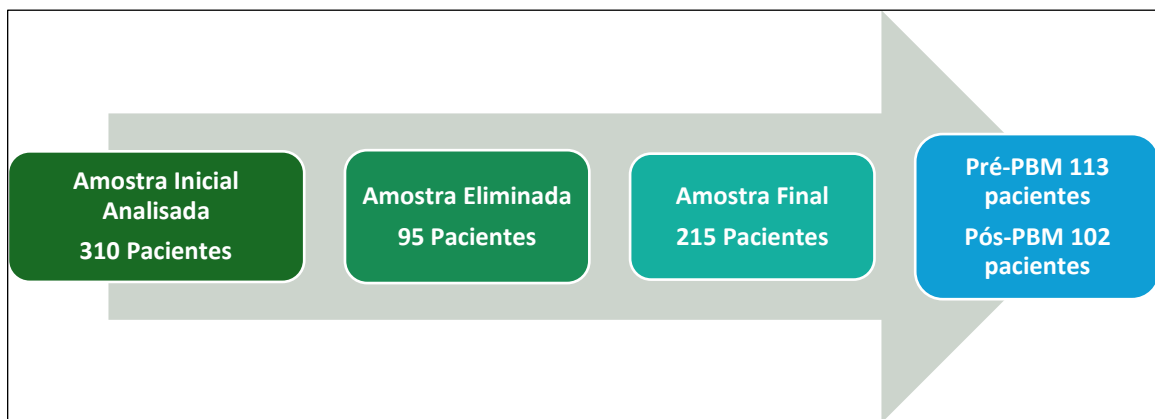 Amostra Inicial
Analisada
310 Pacientes
Amostra Eliminada
95 Pacientes
Amostra Final
215 Pacientes
Pré-PBM 113
pacientes
Pós-PBM 102
pacientes